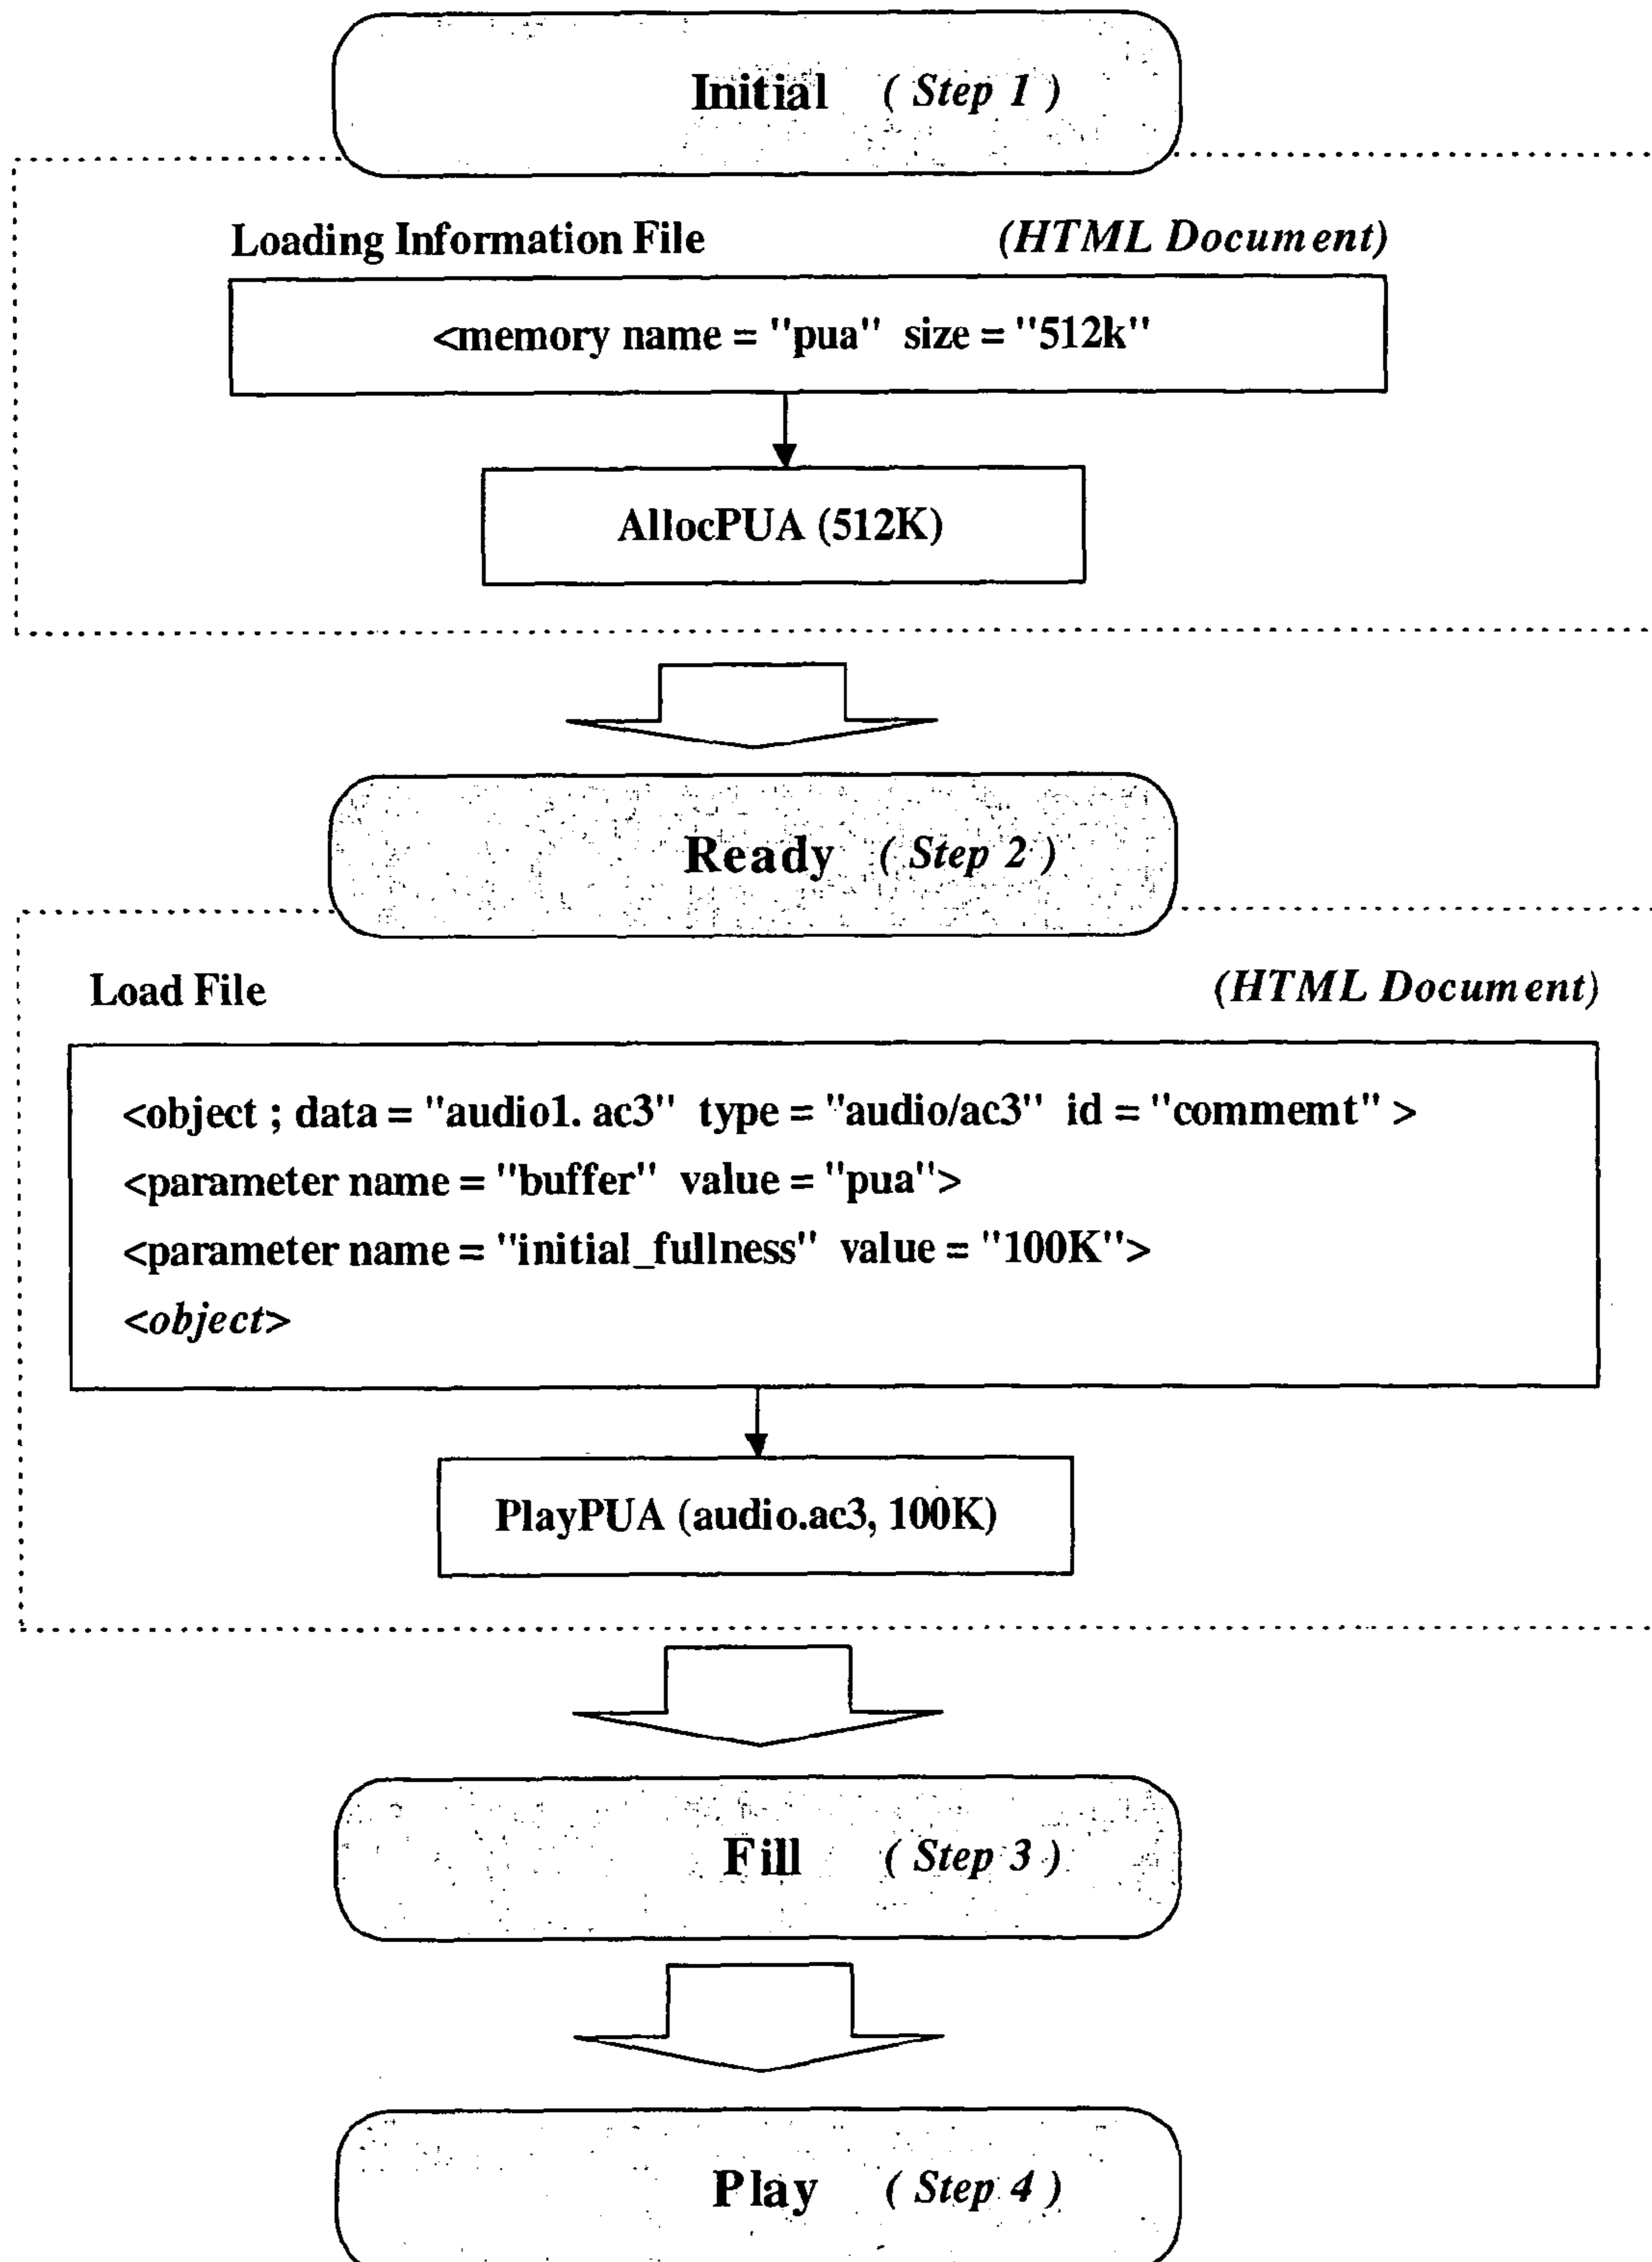 Initial ( Step 1 )
Loading Information File (HTML Document)
<memory name = "pua" size = "512k"
AllocPUA (512K)
Ready ( Step 2 )
Load File (HTML Document)
<object ; data = "audio1. ac3" type = "audio/ac3" id = "commemt" >
<parameter name = "buffer" value = "pua">
<parameter name = "initial_fullness" value = "100K">
<object>
PlayPUA (audio.ac3, 100K)
Fill ( Step 3 )
Play ( Step 4 )